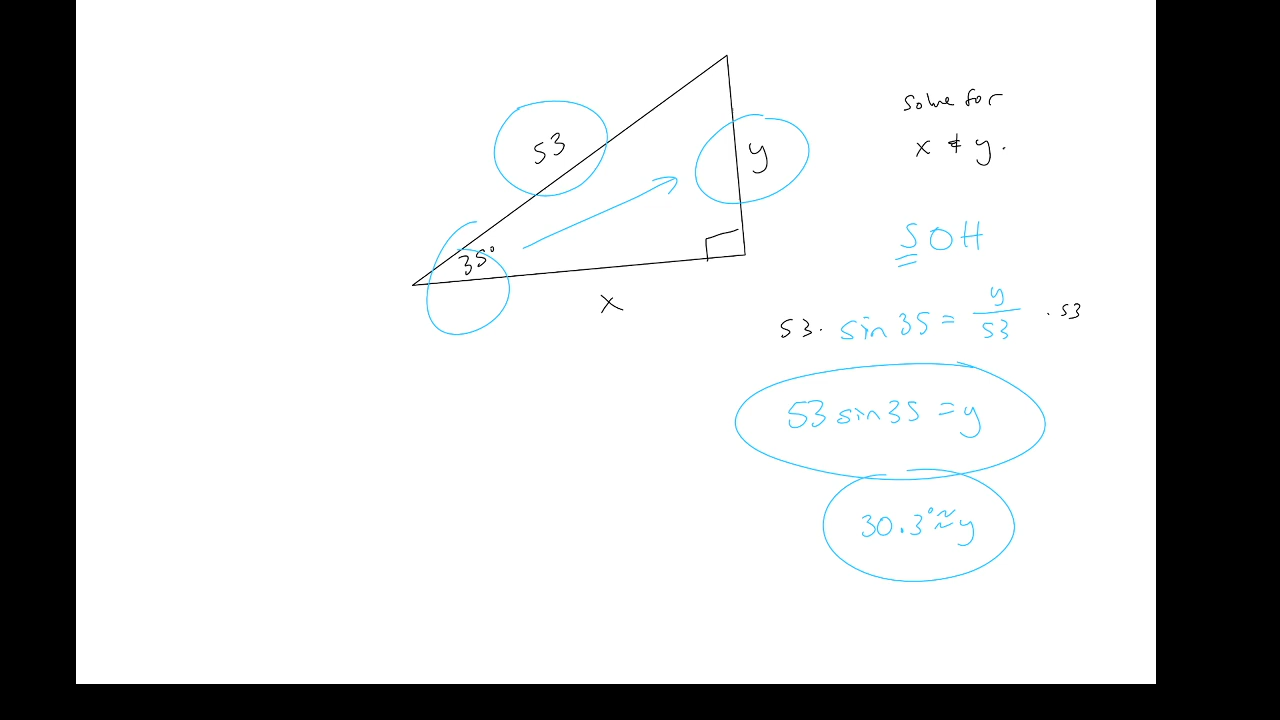 solve for
x & y.
53
y
35°
x
SOH
53 · sin 35 = y/53 · 53
53 sin 35 = y
30.3° ≈ y